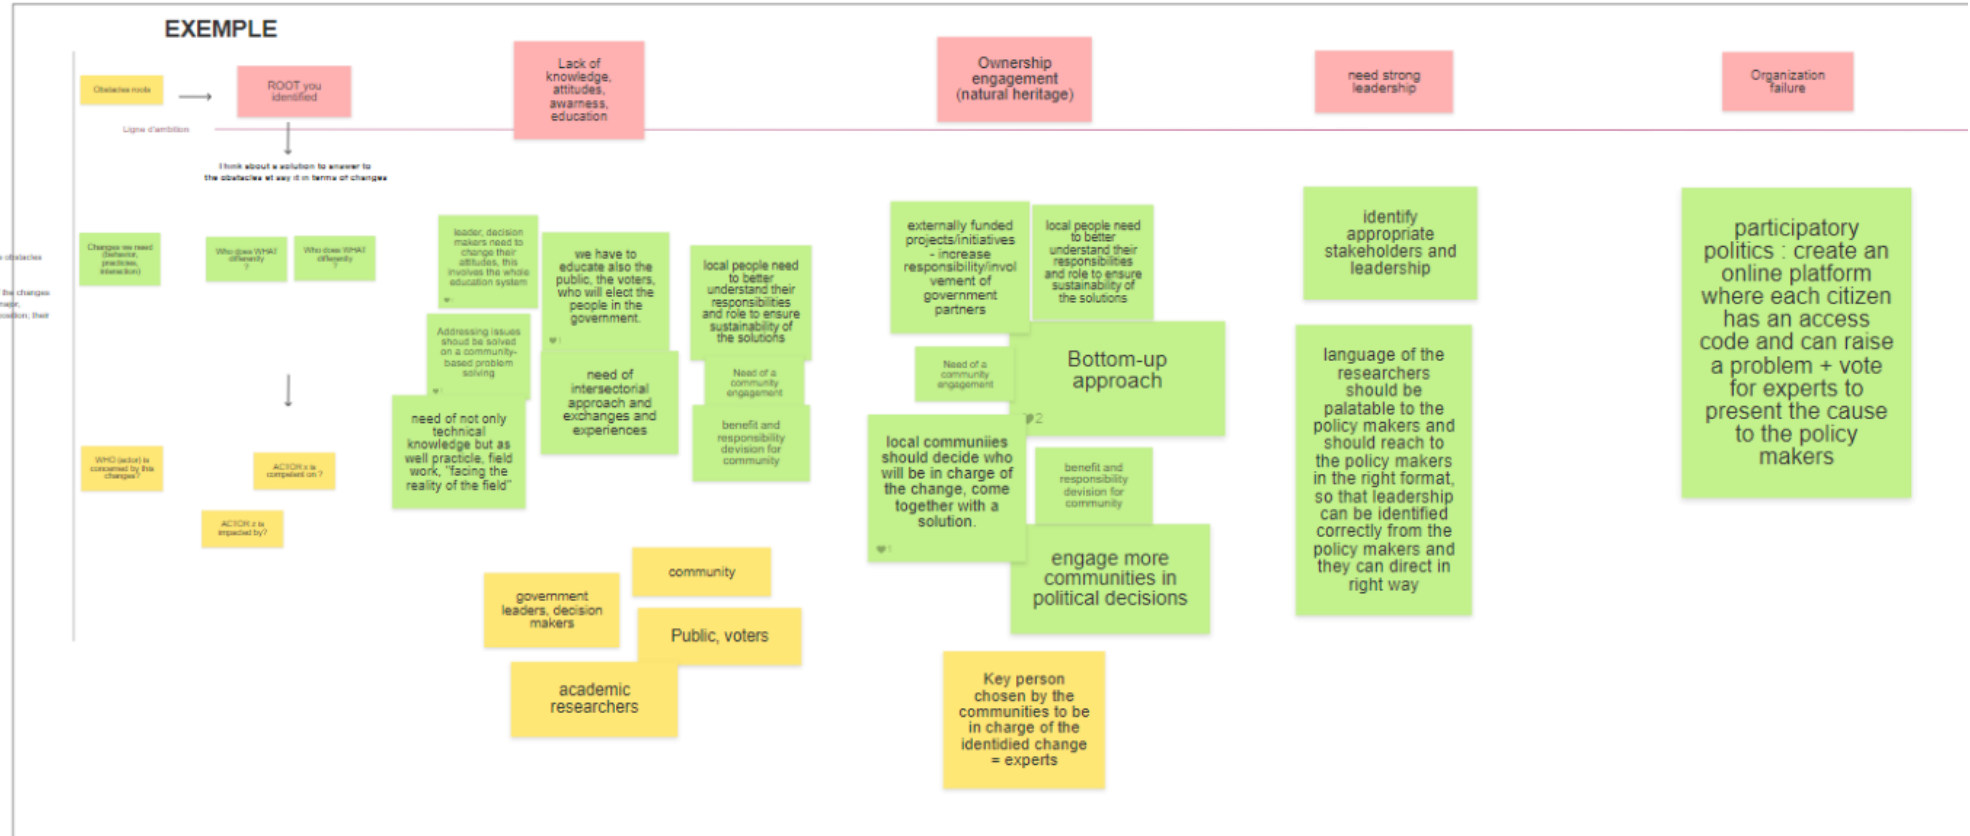 EXEMPLE
Obstacles roots
ROOT you
identified
Ligne d'ambition
I hink about a solution to answer to
the obstacles et say it in terms of changes
Changes we need
(behavior,
practices,
interaction)
Who does WHAT
differently
?
Who does WHAT
differently
?
obstacles
the changes
major,
position, their
WHO (actor) is
concerned by this
changes?
ACTOR x is
competent on ?
ACTOR z is
impacted by?
Lack of
knowledge,
attitudes,
awarness,
education
leader, decision
makers need to
change their
attitudes, this
involves the whole
education system
we have to
educate also the
public, the voters,
who will elect the
people in the
government.
1
local people need
to better
understand their
responsibilities
and role to ensure
sustainability of
the solutions
Addressing issues
shoud be solved
on a community-
based problem
solving
need of
intersectorial
approach and
exchanges and
experiences
Need of a
community
engagement
need of not only
technical
knowledge but as
well practicle, field
work, "facing the
reality of the field"
benefit and
responsibility
devision for
community
community
government
leaders, decision
makers
Public, voters
academic
researchers
Ownership
engagement
(natural heritage)
externally funded
projects/initiatives
- increase
responsibility/invol
vement of
government
partners
local people need
to better
understand their
responsibilities
and role to ensure
sustainability of
the solutions
Need of a
community
engagement
Bottom-up
approach
2
local communiies
should decide who
will be in charge of
the change, come
together with a
solution.
1
benefit and
responsibility
devision for
community
engage more
communities in
political decisions
Key person
chosen by the
communities to be
in charge of the
identidied change
= experts
need strong
leadership
identify
appropriate
stakeholders and
leadership
language of the
researchers
should be
palatable to the
policy makers and
should reach to
the policy makers
in the right format,
so that leadership
can be identified
correctly from the
policy makers and
they can direct in
right way
Organization
failure
participatory
politics : create an
online platform
where each citizen
has an access
code and can raise
a problem + vote
for experts to
present the cause
to the policy
makers